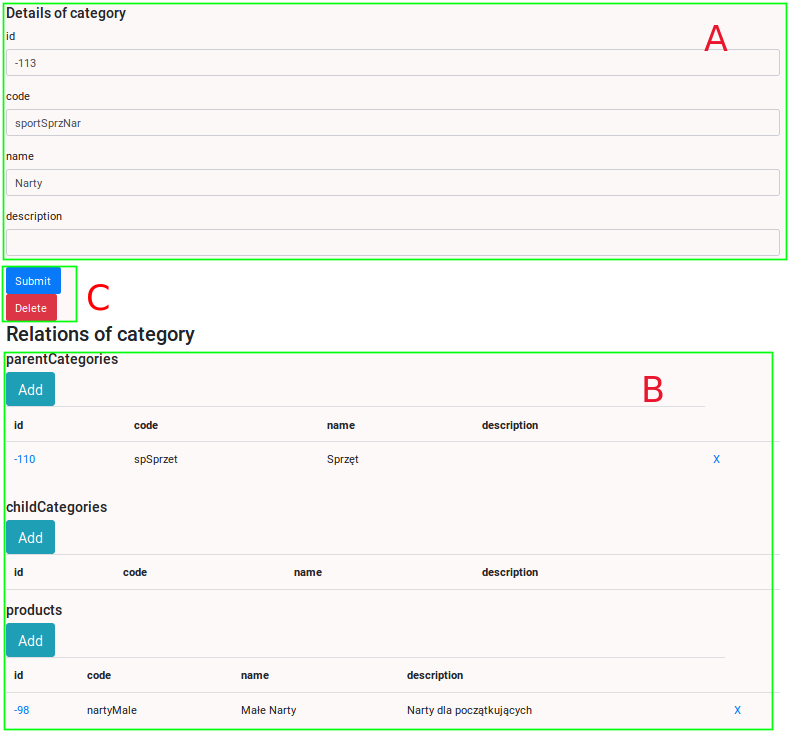 Details of category
A
id
-113
code
sportSprzNar
name
Narty
description
Submit
C
Delete
Relations of category
parentCategories
Add
B
id code name description
-110 spSprzet Sprzęt X
childCategories
Add
id code name description
products
Add
id code name description
-98 nartyMale Małe Narty Narty dla początkujących X